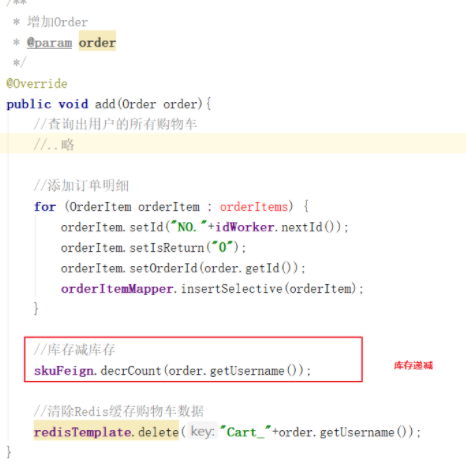 /**
* 增加Order
* @param order
*/
@Override
public void add(Order order){
//查询出用户的所有购物车
//..略
//添加订单明细
for (OrderItem orderItem : orderItems) {
orderItem.setId("NO."+idWorker.nextId());
orderItem.setIsReturn("0");
orderItem.setOrderId(order.getId());
orderItemMapper.insertSelective(orderItem);
}
//库存减库存
skuFeign.decrCount(order.getUsername());
库存递减
//清除Redis缓存购物车数据
redisTemplate.delete( key: "Cart_"+order.getUsername());
}